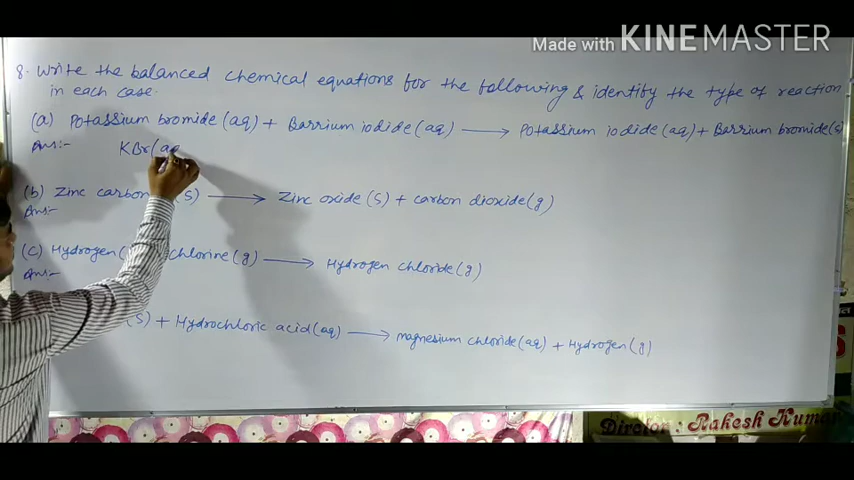 Made with KINEMASTER
8. Write the balanced chemical equations for the following & identify the type of reaction
in each case.
(a) Potassium bromide (aq) + Barrium iodide (aq) → Potassium iodide (aq) + Barrium bromide (s)
Ans:- KBr(aq
(b) Zinc carbon (s) → Zinc oxide (s) + carbon dioxide (g)
Ans:-
(c) Hydrogen ( chlorine (g) → Hydrogen chloride (g)
Ans:-
(s) + Hydrochloric acid (aq) → magnesium chloride (aq) + Hydrogen (g)
Director : Rakesh Kumar